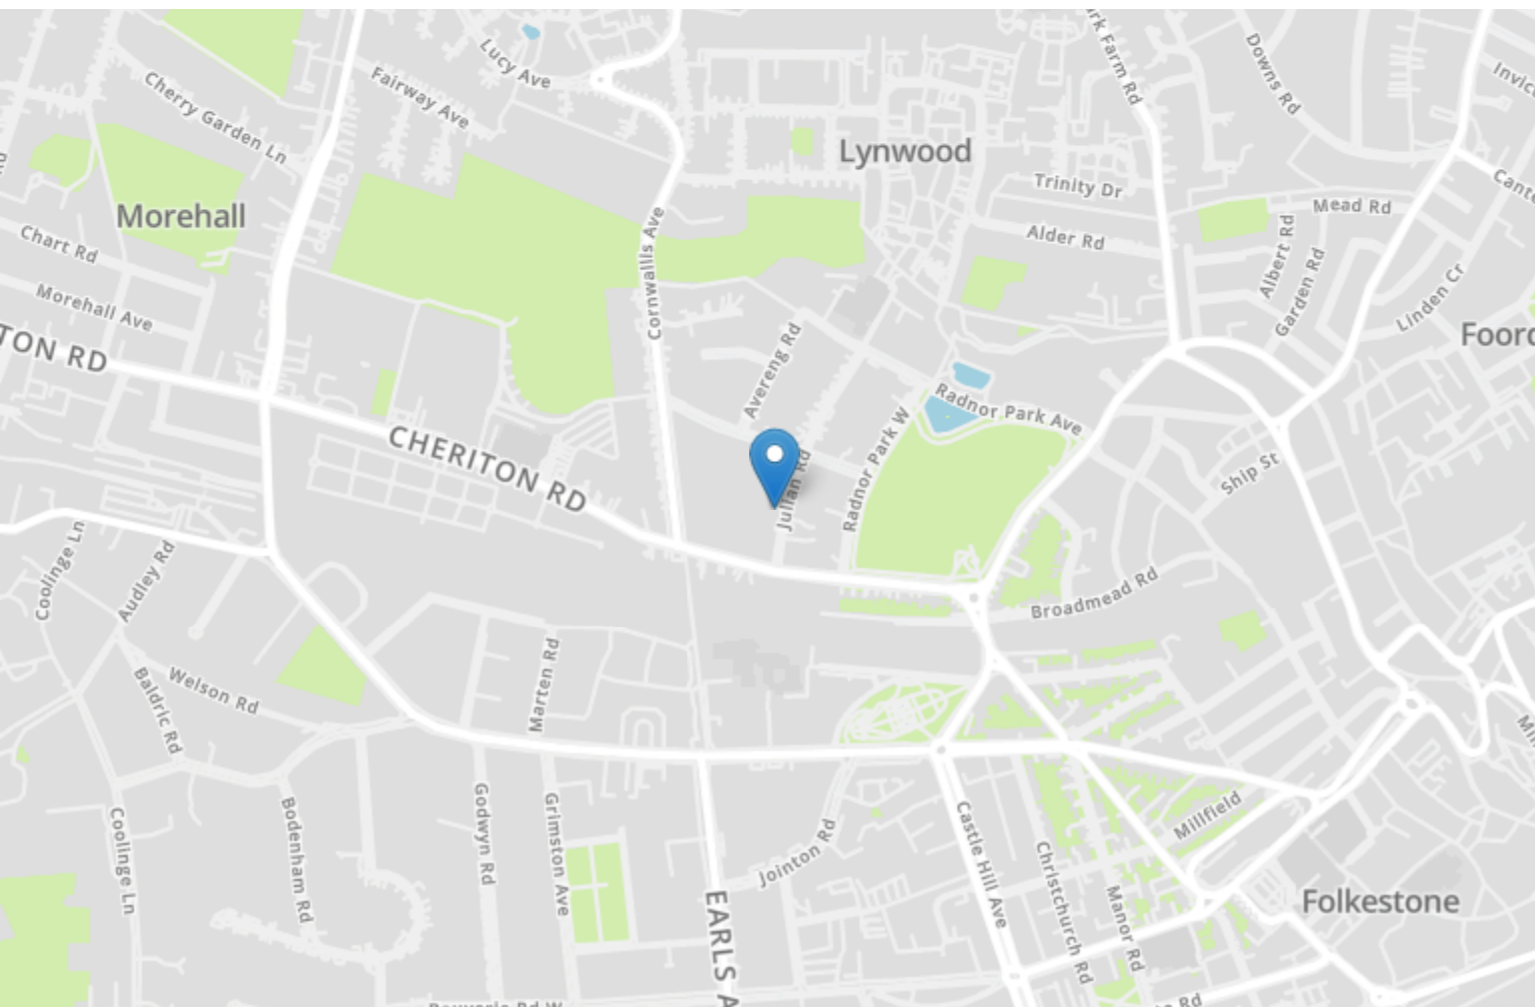 Lucy Ave
Fairway Ave
Cherry Garden Ln
Downs Rd
Lynwood
Trinity Dr
Mead Rd
Morehall
Alder Rd
Albert Rd
Garden Rd
Linden Cr
Chart Rd
Cornwallis Ave
Morehall Ave
TON RD
Avereng Rd
Radnor Park Ave
Radnor Park W
CHERITON RD
Julian Rd
Ship St
Coolinge Ln
Audley Rd
Broadmead Rd
Welson Rd
Baldric Rd
Marten Rd
Godwyn Rd
Grimston Ave
Coolinge Ln
Bodenham Rd
Jointon Rd
Castle Hill Ave
Christchurch Rd
Manor Rd
Millfield
Folkestone
EARLS A